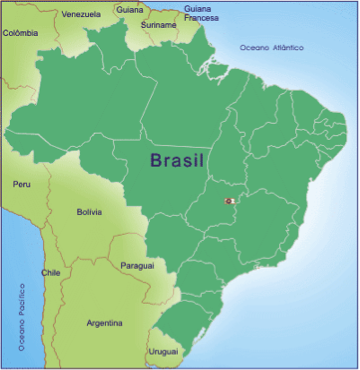 Venezuela
Guiana
Guiana
Francesa
Suriname
Colômbia
Oceano Atlântico
Brasil
Peru
Bolívia
Paraguai
Chile
Oceano Pacífico
Argentina
Uruguai